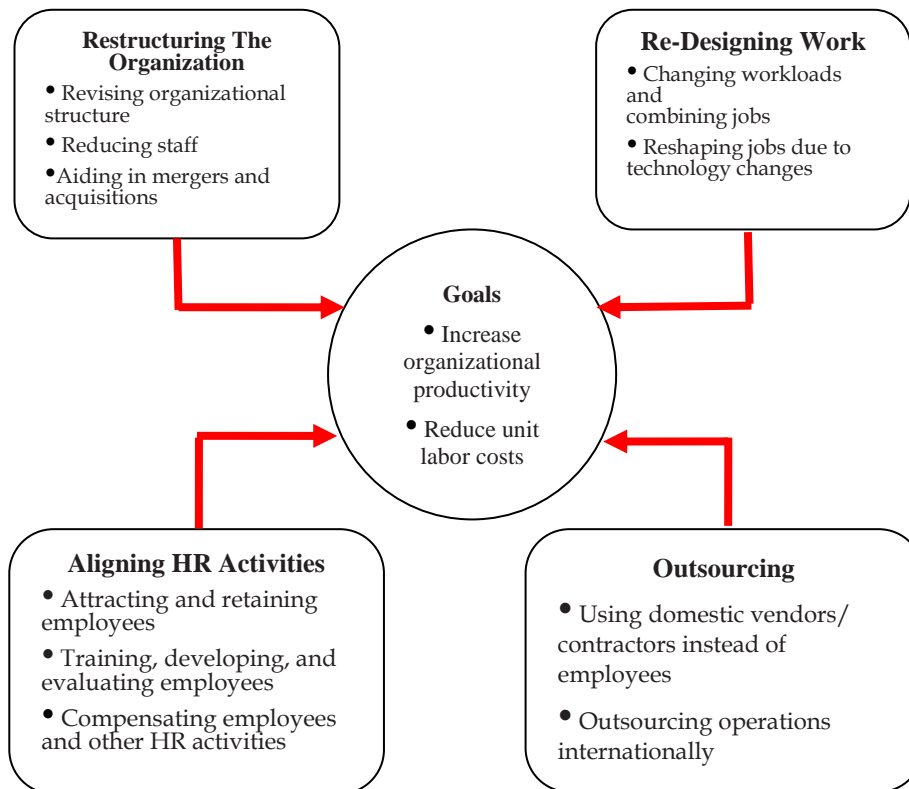 Restructuring The
Organization
• Revising organizational
structure
• Reducing staff
•Aiding in mergers and
acquisitions
Re-Designing Work
• Changing workloads
and
combining jobs
• Reshaping jobs due to
technology changes
Goals
• Increase
organizational
productivity
• Reduce unit
labor costs
Aligning HR Activities
• Attracting and retaining
employees
• Training, developing, and
evaluating employees
• Compensating employees
and other HR activities
Outsourcing
• Using domestic vendors/
contractors instead of
employees
• Outsourcing operations
internationally